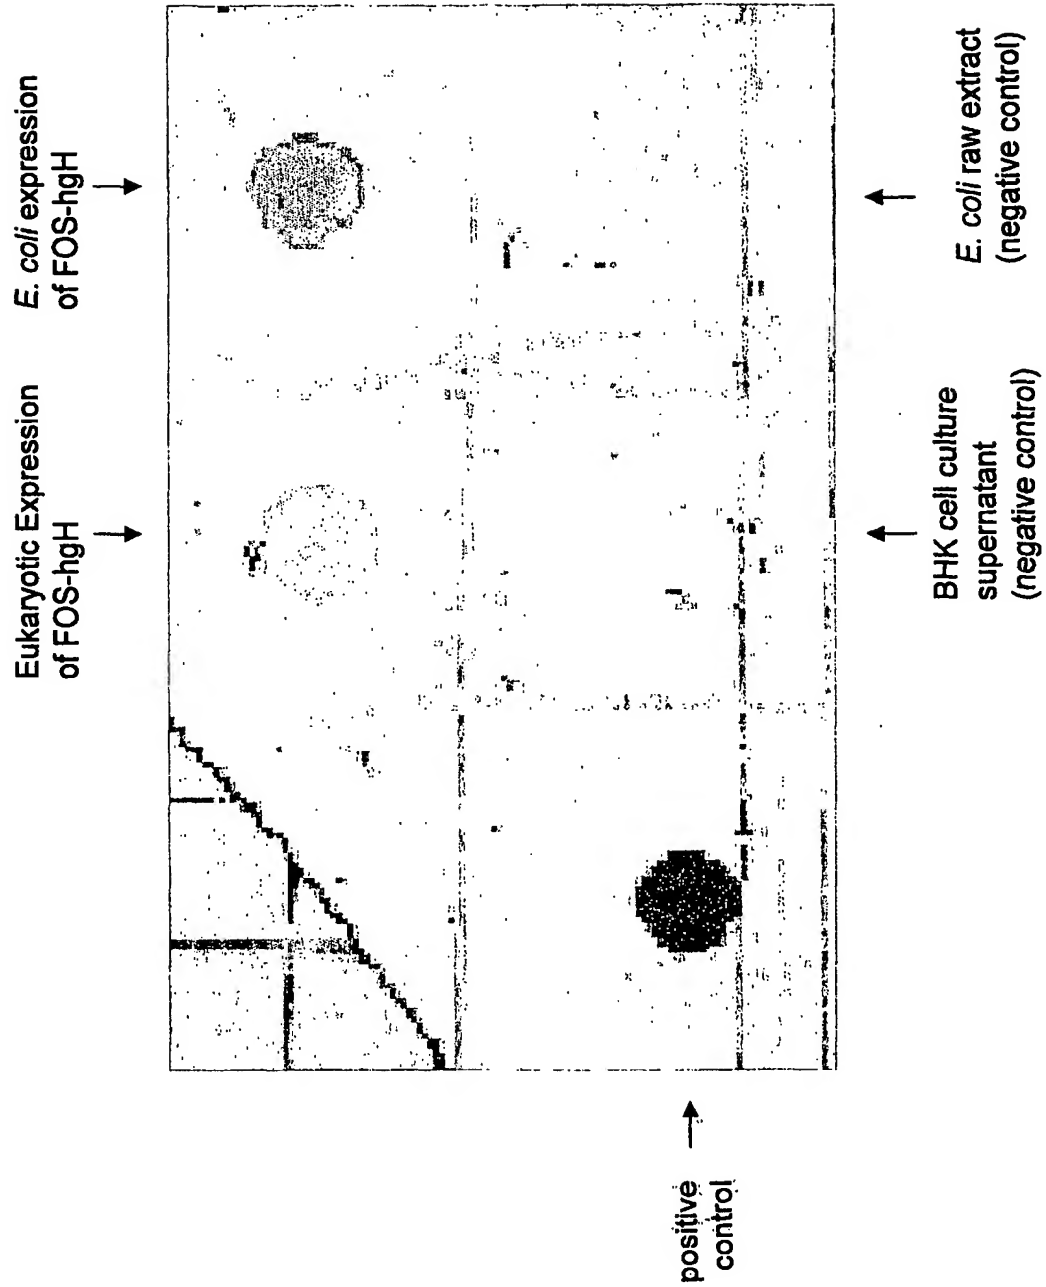 Eukaryotic Expression
of FOS-hgH
E. coli expression
of FOS-hgH
positive
control
BHK cell culture
supernatant
(negative control)
E. coli raw extract
(negative control)